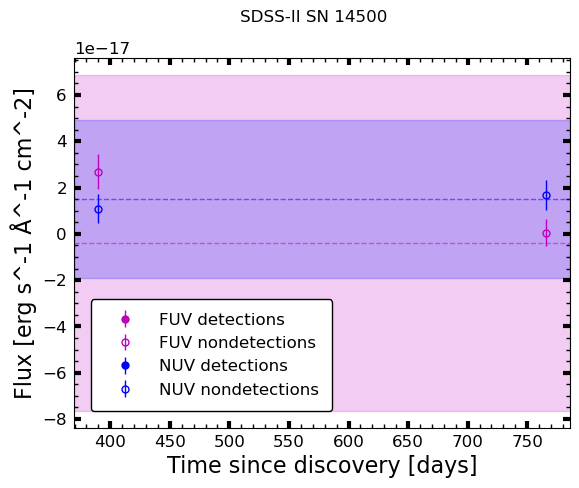 SDSS-II SN 14500
1e−17
Flux [erg s^-1 Å^-1 cm^-2]
6
4
2
0
−2
−4
−6
−8
FUV detections
FUV nondetections
NUV detections
NUV nondetections
400 450 500 550 600 650 700 750
Time since discovery [days]